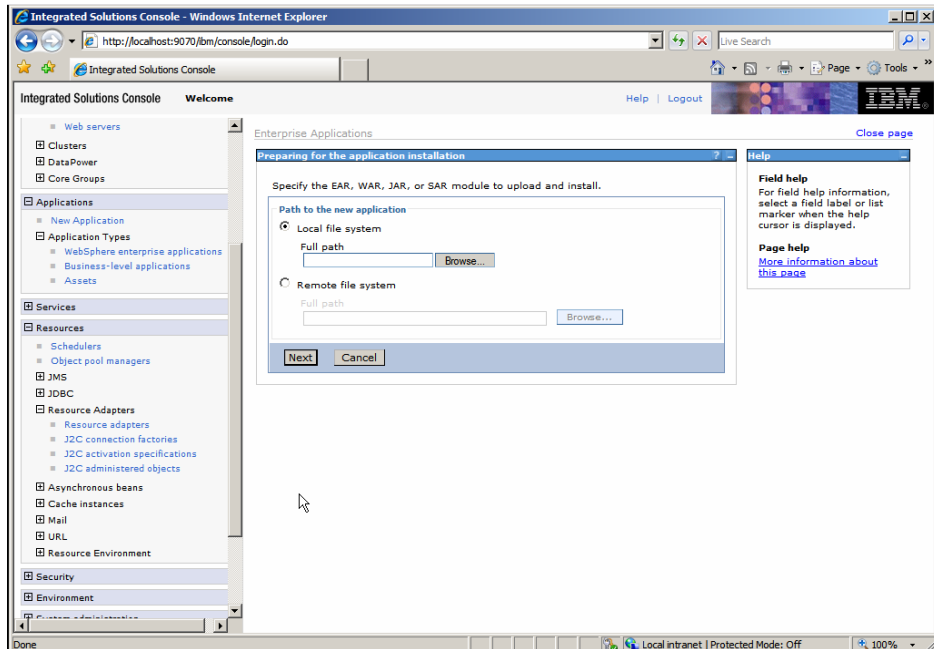 Integrated Solutions Console - Windows Internet Explorer
http://localhost:9070/ibm/console/login.do
Live Search
Integrated Solutions Console
Page
Tools
»
Integrated Solutions Console Welcome
Help | Logout
IBM
Web servers
Clusters
DataPower
Core Groups
Applications
New Application
Application Types
WebSphere enterprise applications
Business-level applications
Assets
Services
Resources
Schedulers
Object pool managers
JMS
JDBC
Resource Adapters
Resource adapters
J2C connection factories
J2C activation specifications
J2C administered objects
Asynchronous beans
Cache instances
Mail
URL
Resource Environment
Security
Environment
System administration
Enterprise Applications
Close page
Preparing for the application installation
? –
Specify the EAR, WAR, JAR, or SAR module to upload and install.
Path to the new application
Local file system
Full path
Browse...
Remote file system
Full path
Browse...
Next
Cancel
Help
–
Field help
For field help information,
select a field label or list
marker when the help
cursor is displayed.
Page help
More information about
this page
Done
Local intranet | Protected Mode: Off
100%